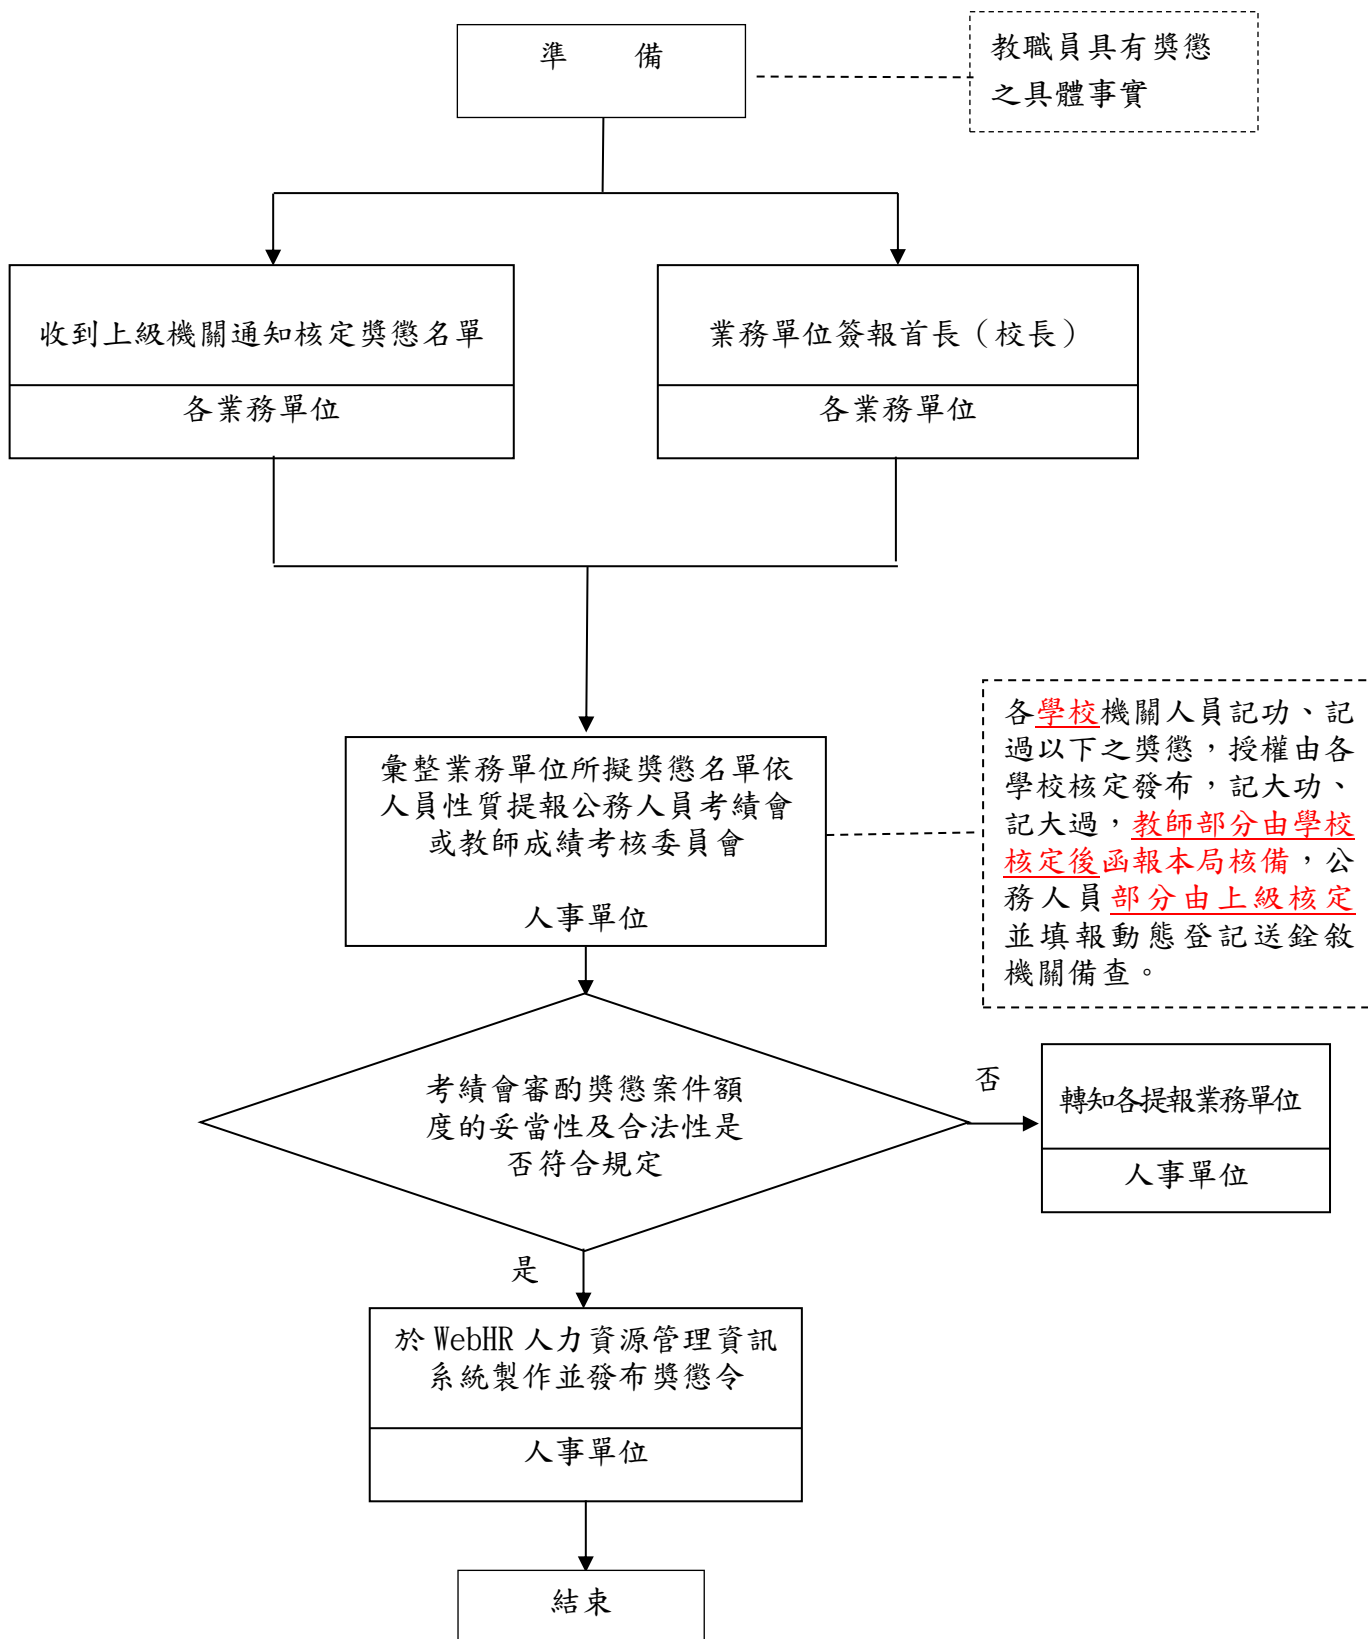 準　　備
教職員具有獎懲
之具體事實
收到上級機關通知核定獎懲名單
各業務單位
業務單位簽報首長（校長）
各業務單位
彙整業務單位所擬獎懲名單依
人員性質提報公務人員考績會
或教師成績考核委員會
人事單位
各學校機關人員記功、記
過以下之獎懲，授權由各
學校核定發布，記大功、
記大過，教師部分由學校
核定後函報本局核備，公
務人員部分由上級核定
並填報動態登記送銓敘
機關備查。
考績會審酌獎懲案件額
度的妥當性及合法性是
否符合規定
否
轉知各提報業務單位
人事單位
是
於 WebHR 人力資源管理資訊
系統製作並發布獎懲令
人事單位
結束